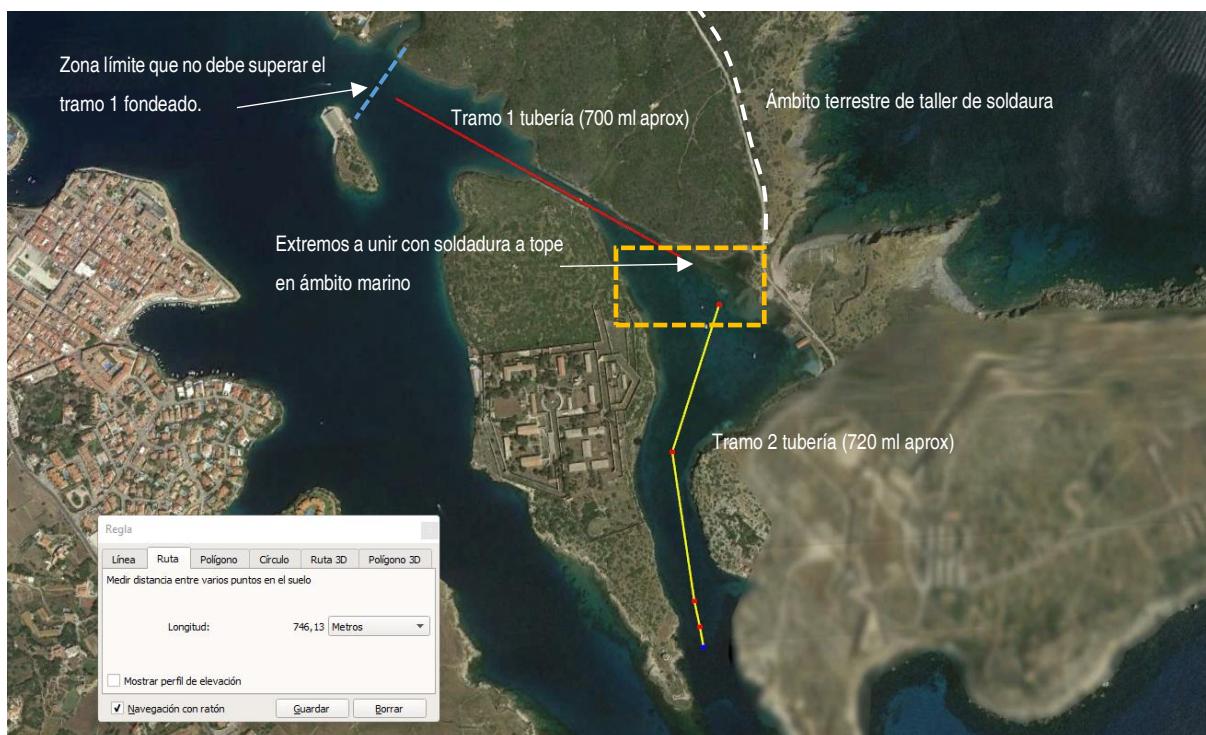 Zona límite que no debe superar el
tramo 1 fondeado.
Tramo 1 tubería (700 ml aprox)
Ámbito terrestre de taller de soldaura
Extremos a unir con soldadura a tope
en ámbito marino
Tramo 2 tubería (720 ml aprox)
Regla
Línea Ruta Polígono Círculo Ruta 3D Polígono 3D
Medir distancia entre varios puntos en el suelo
Longitud: 746,13 Metros
Mostrar perfil de elevación
Navegación con ratón Guardar Borrar